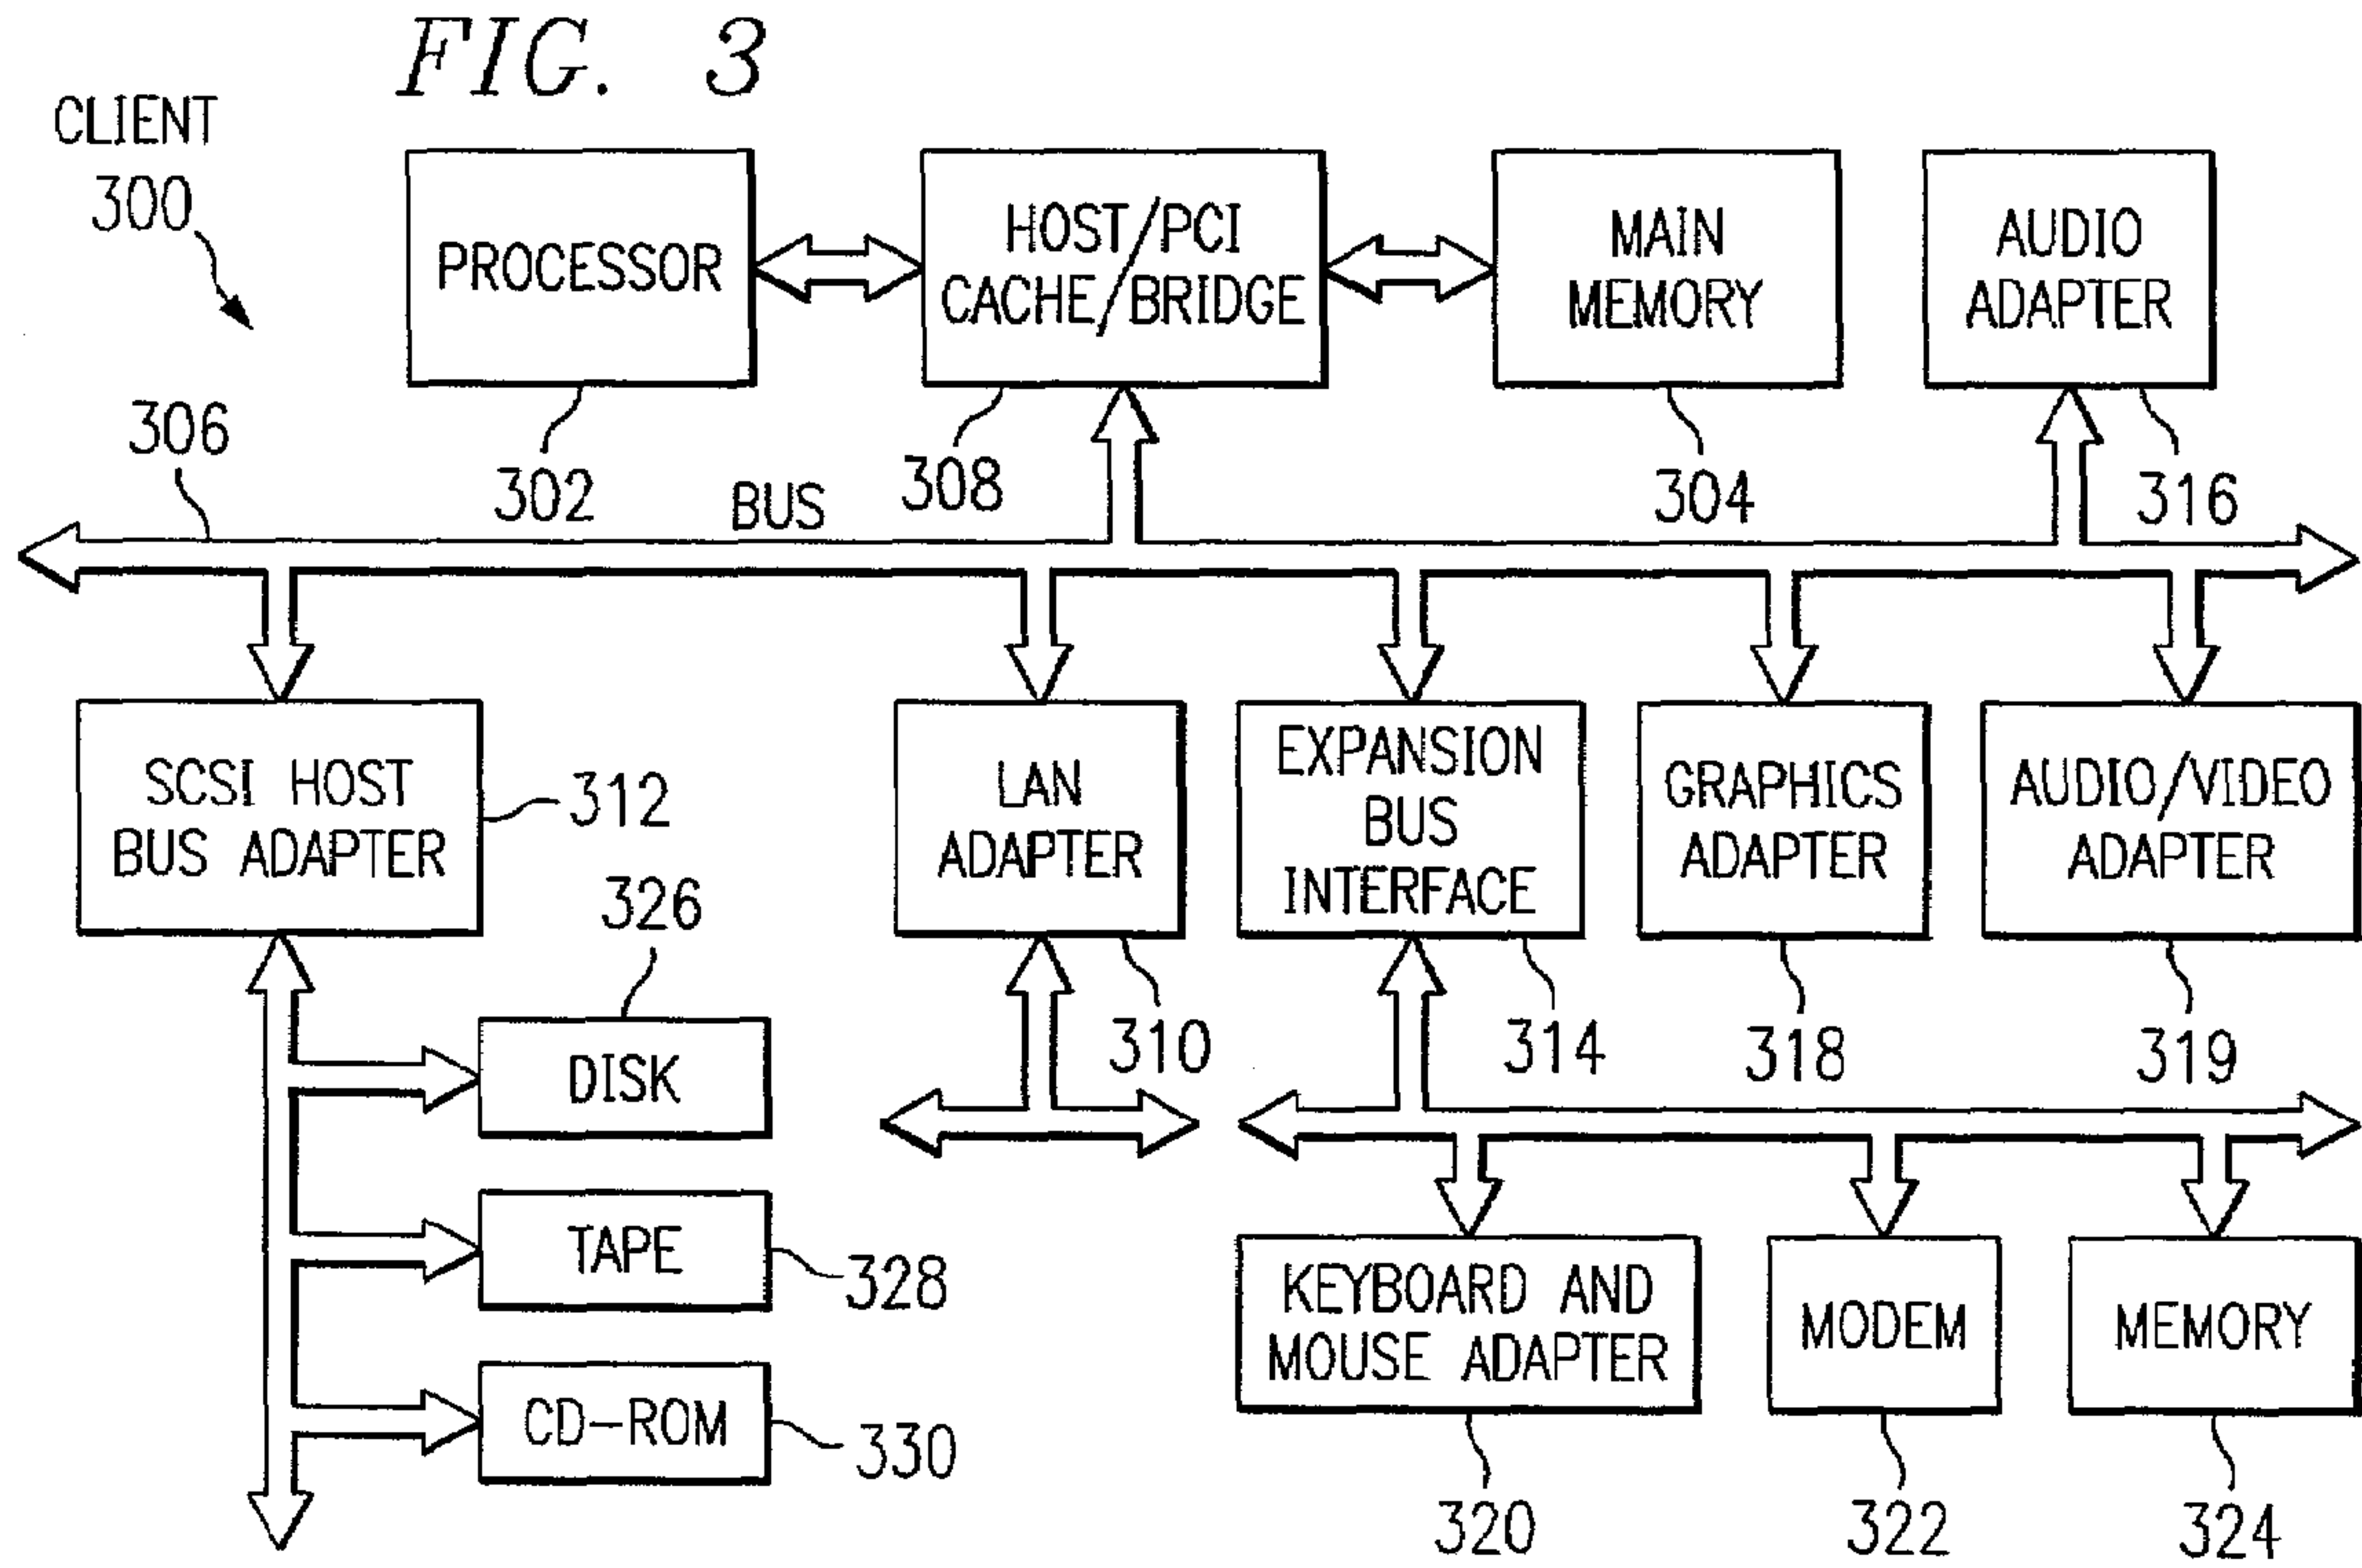 FIG. 3
CLIENT
300
PROCESSOR
302
HOST/PCI
CACHE/BRIDGE
308
MAIN
MEMORY
304
AUDIO
ADAPTER
316
306
BUS
SCSI HOST
BUS ADAPTER
312
LAN
ADAPTER
310
EXPANSION
BUS
INTERFACE
314
GRAPHICS
ADAPTER
318
AUDIO/VIDEO
ADAPTER
319
326
DISK
TAPE
328
CD-ROM
330
KEYBOARD AND
MOUSE ADAPTER
320
MODEM
322
MEMORY
324